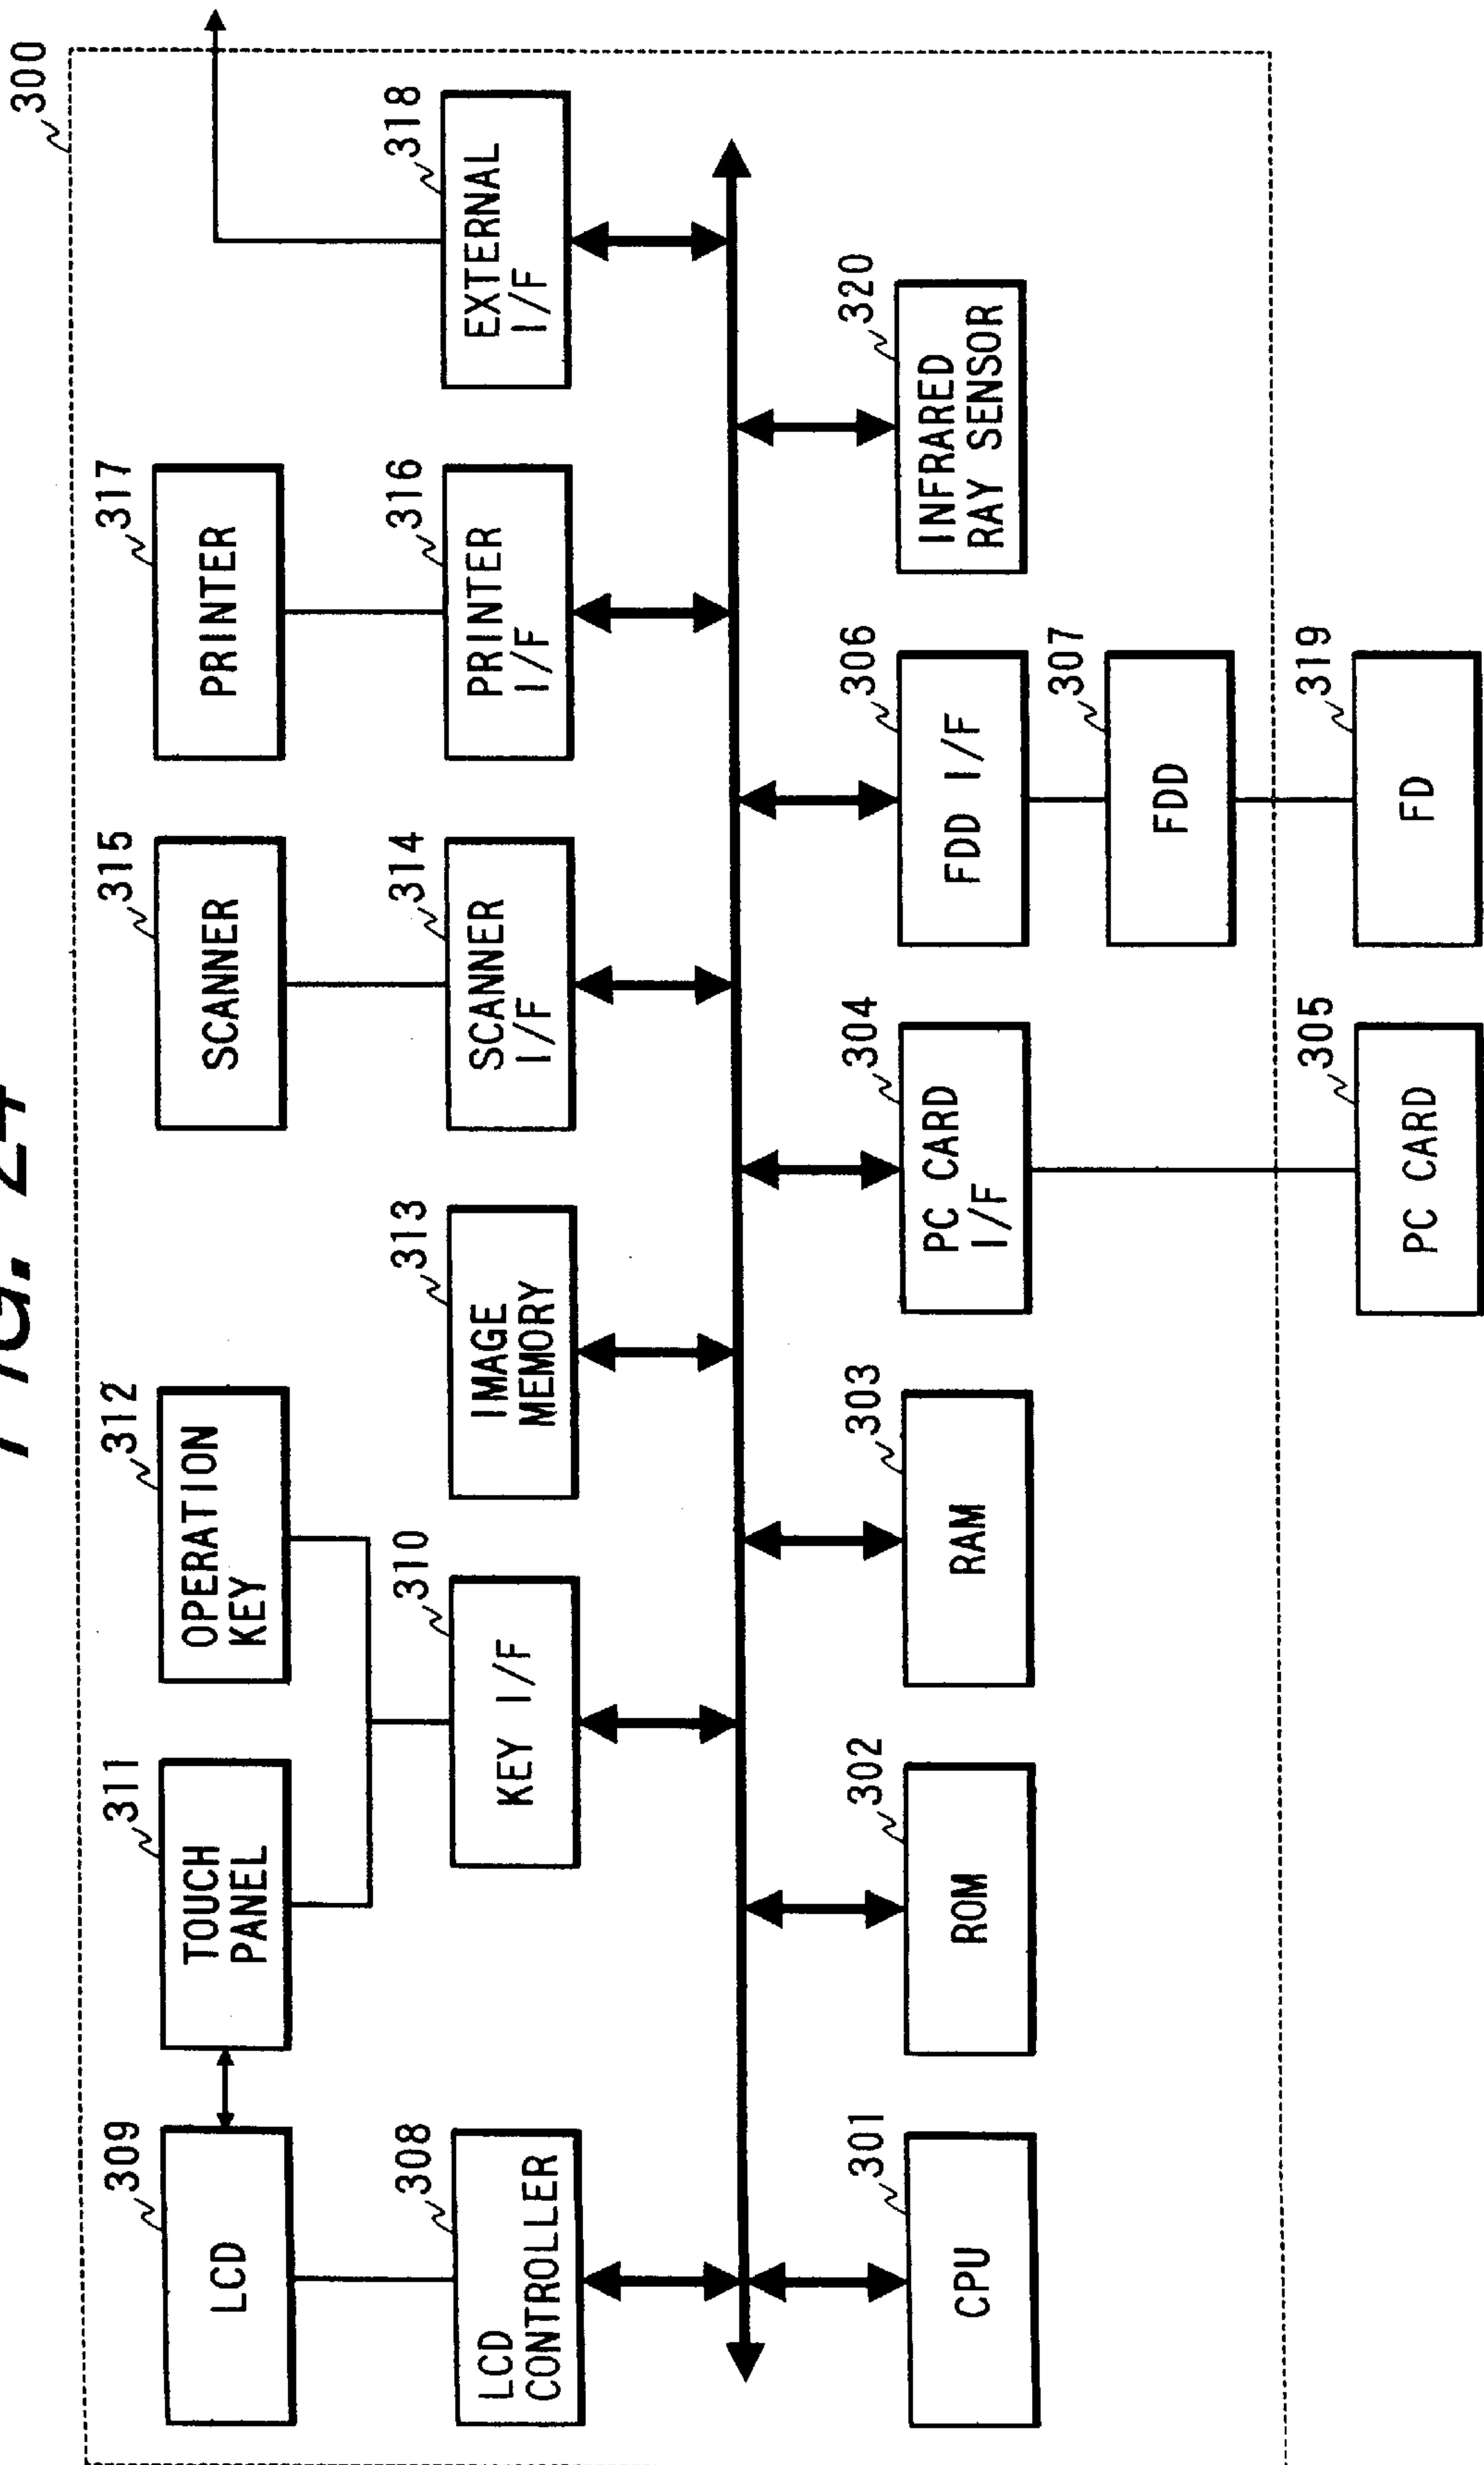 FIG. 24
300
309
LCD
311
TOUCH
PANEL
312
OPERATION
KEY
315
SCANNER
317
PRINTER
308
LCD
CONTROLLER
310
KEY I/F
313
IMAGE
MEMORY
314
SCANNER
I/F
316
PRINTER
I/F
318
EXTERNAL
I/F
301
CPU
302
ROM
303
RAM
304
PC CARD
I/F
306
FDD I/F
320
INFRARED
RAY SENSOR
307
FDD
305
PC CARD
319
FD